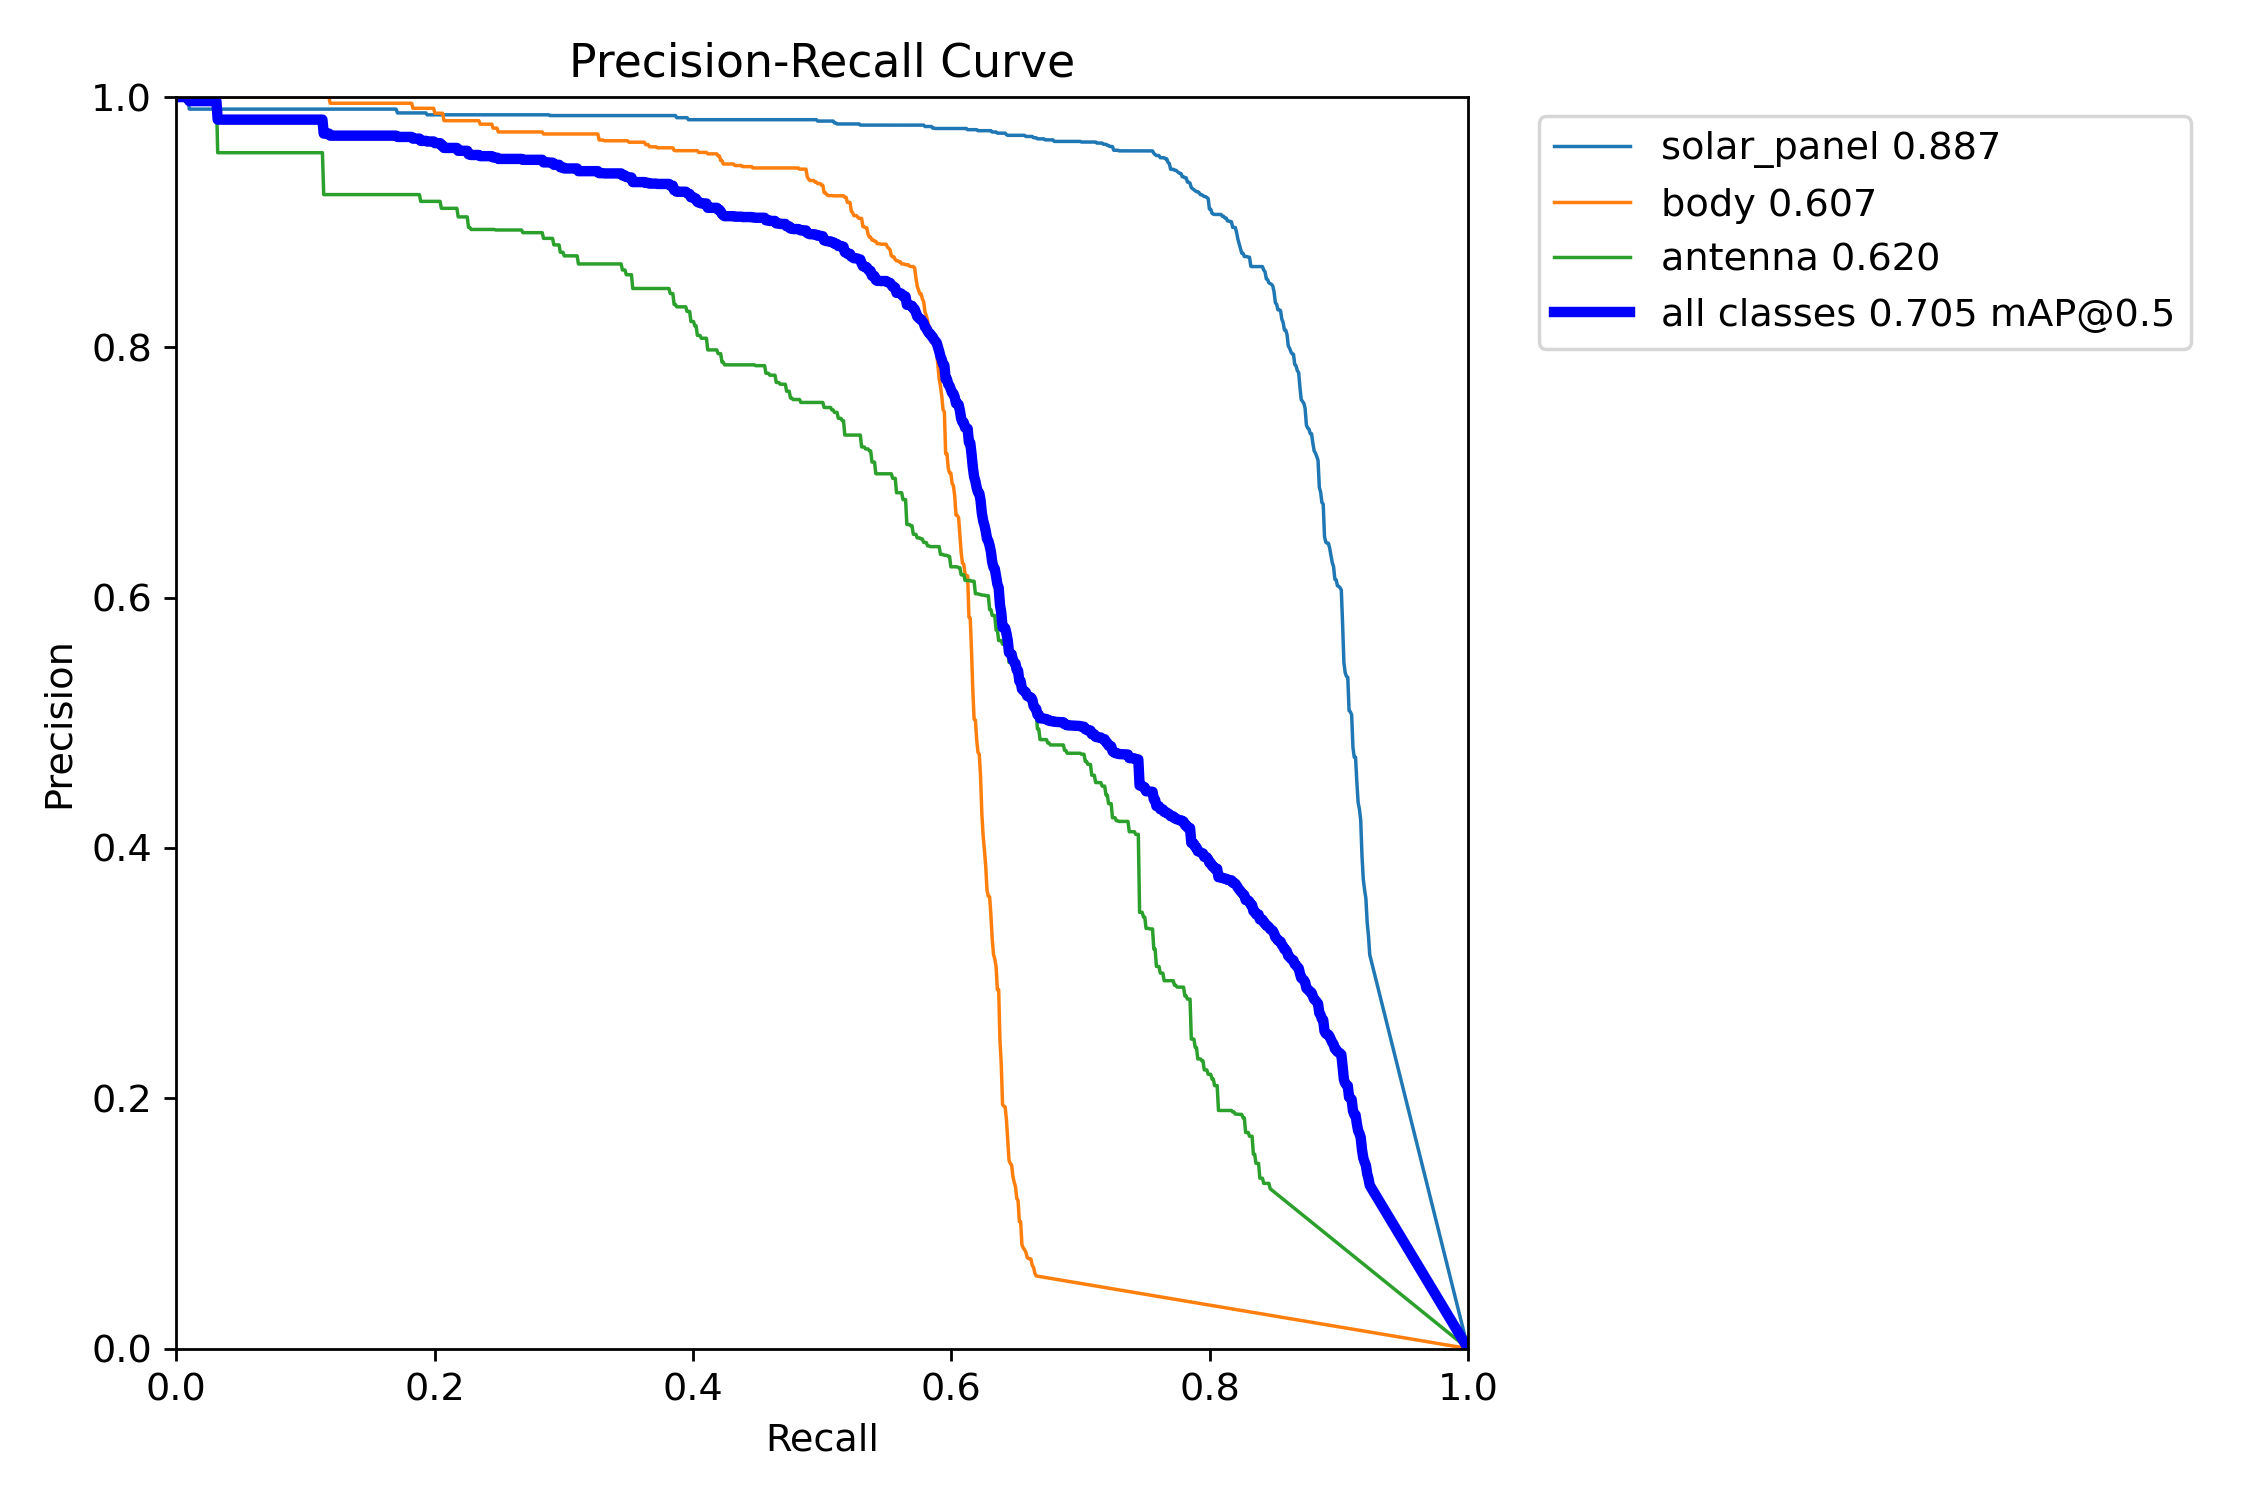 Precision-Recall Curve
1.0
0.8
0.6
0.4
0.2
0.0
Precision
0.0 0.2 0.4 0.6 0.8 1.0
Recall
solar_panel 0.887
body 0.607
antenna 0.620
all classes 0.705 mAP@0.5